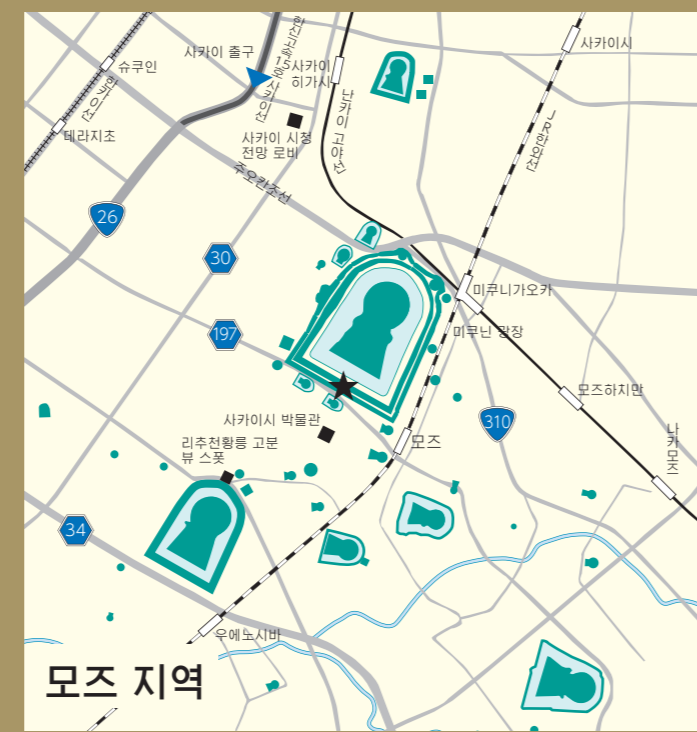 사카이 출구
슈쿠인
난카이선
데라지초
한신고속15호 사카이선
사카이
히가시
사카이 시청
전망 로비
난카이 고야선
사카이시
JR한와선
주오칸조선
26
30
197
미쿠니가오카
미쿠닌 광장
모즈하치만
310
나카모즈
사카이시 박물관
모즈
리추천황릉 고분
뷰 스폿
34
우에노시바
모즈 지역